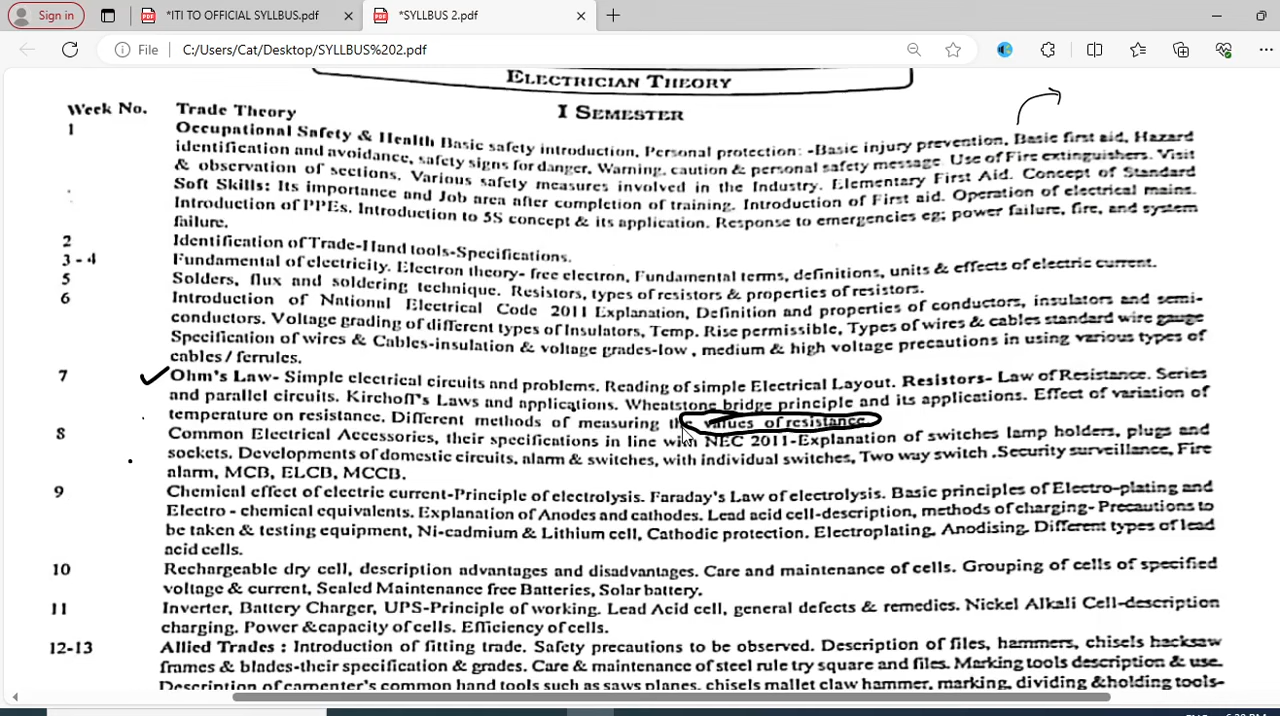 Sign in
*ITI TO OFFICIAL SYLLBUS.pdf
*SYLLBUS 2.pdf
File
C:/Users/Cat/Desktop/SYLLBUS%202.pdf
ELECTRICIAN THEORY
Week No. Trade Theory I SEMESTER
1 Occupational Safety & Health Basic safety introduction, Personal protection: -Basic injury prevention, Basic first aid, Hazard
identification and avoidance, safety signs for danger, Warning, caution & personal safety message. Use of Fire extinguishers. Visit
& observation of sections. Various safety measures involved in the Industry. Elementary First Aid. Concept of Standard
Soft Skills: Its importance and Job area after completion of training. Introduction of First aid. Operation of electrical mains.
Introduction of PPEs. Introduction to 5S concept & its application. Response to emergencies eg; power failure, fire, and system
failure.
2 Identification of Trade-Hand tools-Specifications.
3 - 4 Fundamental of electricity. Electron theory- free electron, Fundamental terms, definitions, units & effects of electric current.
5 Solders, flux and soldering technique. Resistors, types of resistors & properties of resistors.
6 Introduction of National Electrical Code 2011 Explanation, Definition and properties of conductors, insulators and semi-
conductors. Voltage grading of different types of Insulators, Temp. Rise permissible, Types of wires & cables standard wire gauge
Specification of wires & Cables-insulation & voltage grades-low , medium & high voltage precautions in using various types of
cables / ferrules.
7 Ohm's Law- Simple electrical circuits and problems. Reading of simple Electrical Layout. Resistors- Law of Resistance. Series
and parallel circuits. Kirchoff's Laws and applications. Wheatstone bridge principle and its applications. Effect of variation of
temperature on resistance. Different methods of measuring the values of resistance.
8 Common Electrical Accessories, their specifications in line with NEC 2011-Explanation of switches lamp holders, plugs and
sockets. Developments of domestic circuits, alarm & switches, with individual switches, Two way switch .Security surveillance, Fire
alarm, MCB, ELCB, MCCB.
9 Chemical effect of electric current-Principle of electrolysis. Faraday's Law of electrolysis. Basic principles of Electro-plating and
Electro - chemical equivalents. Explanation of Anodes and cathodes. Lead acid cell-description, methods of charging- Precautions to
be taken & testing equipment, Ni-cadmium & Lithium cell, Cathodic protection. Electroplating, Anodising. Different types of lead
acid cells.
10 Rechargeable dry cell, description advantages and disadvantages. Care and maintenance of cells. Grouping of cells of specified
voltage & current, Sealed Maintenance free Batteries, Solar battery.
11 Inverter, Battery Charger, UPS-Principle of working. Lead Acid cell, general defects & remedies. Nickel Alkali Cell-description
charging. Power &capacity of cells. Efficiency of cells.
12-13 Allied Trades : Introduction of fitting trade. Safety precautions to be observed. Description of files, hammers, chisels hacksaw
frames & blades-their specification & grades. Care & maintenance of steel rule try square and files. Marking tools description & use.
Description of carpenter's common hand tools such as saws planes, chisels mallet claw hammer, marking, dividing &holding tools-